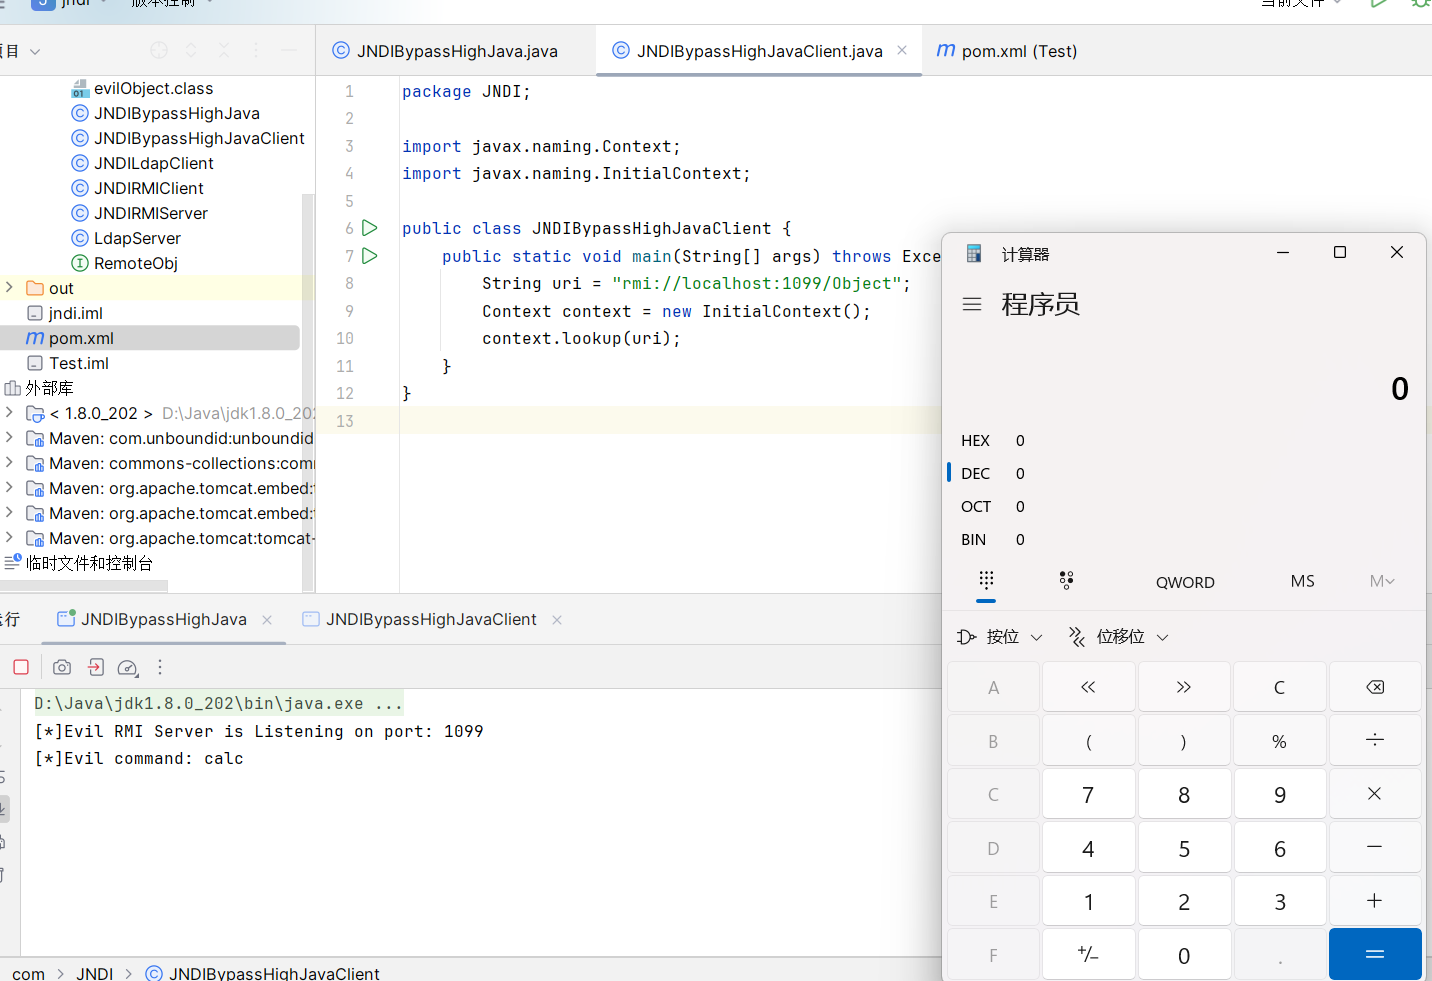 jndi 版本控制 当前文件
项目
JNDIBypassHighJava.java JNDIBypassHighJavaClient.java m pom.xml (Test)
evilObject.class
JNDIBypassHighJava
JNDIBypassHighJavaClient
JNDILdapClient
JNDIRMIClient
JNDIRMIServer
LdapServer
RemoteObj
out
jndi.iml
m pom.xml
Test.iml
外部库
< 1.8.0_202 > D:\Java\jdk1.8.0_202
Maven: com.unboundid:unboundid
Maven: commons-collections:com
Maven: org.apache.tomcat.embed:
Maven: org.apache.tomcat.embed:
Maven: org.apache.tomcat:tomcat-
临时文件和控制台
1 package JNDI;
2
3 import javax.naming.Context;
4 import javax.naming.InitialContext;
5
6 public class JNDIBypassHighJavaClient {
7 public static void main(String[] args) throws Exce
8 String uri = "rmi://localhost:1099/Object";
9 Context context = new InitialContext();
10 context.lookup(uri);
11 }
12 }
13
运行 JNDIBypassHighJava JNDIBypassHighJavaClient
D:\Java\jdk1.8.0_202\bin\java.exe ...
[*]Evil RMI Server is Listening on port: 1099
[*]Evil command: calc
com > JNDI > JNDIBypassHighJavaClient
计算器
程序员
0
HEX 0
DEC 0
OCT 0
BIN 0
QWORD MS M
按位 位移位
A « » C
B ( ) % ÷
C 7 8 9 ×
D 4 5 6 −
E 1 2 3 +
F +/− 0 . =